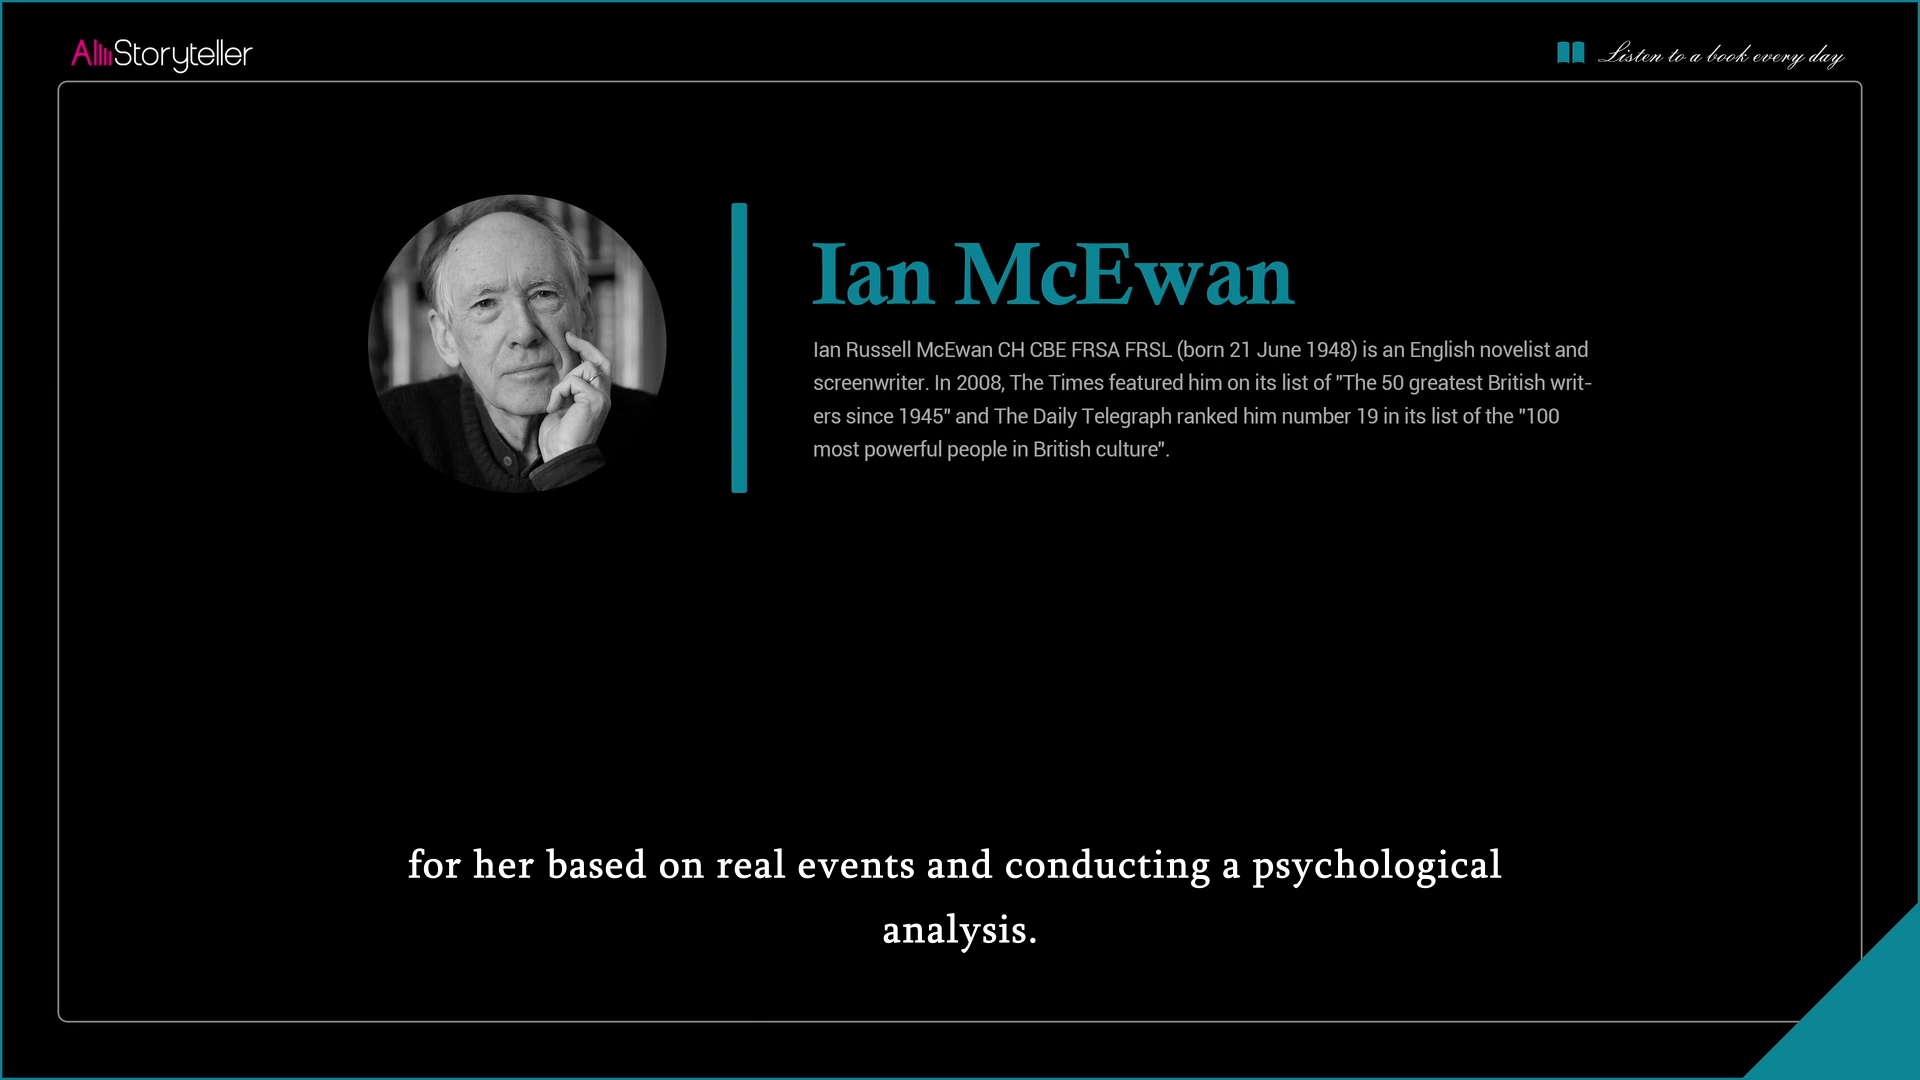 AllStoryteller
Listen to a book every day
Ian McEwan
Ian Russell McEwan CH CBE FRSA FRSL (born 21 June 1948) is an English novelist and
screenwriter. In 2008, The Times featured him on its list of "The 50 greatest British writ-
ers since 1945" and The Daily Telegraph ranked him number 19 in its list of the "100
most powerful people in British culture".
for her based on real events and conducting a psychological
analysis.